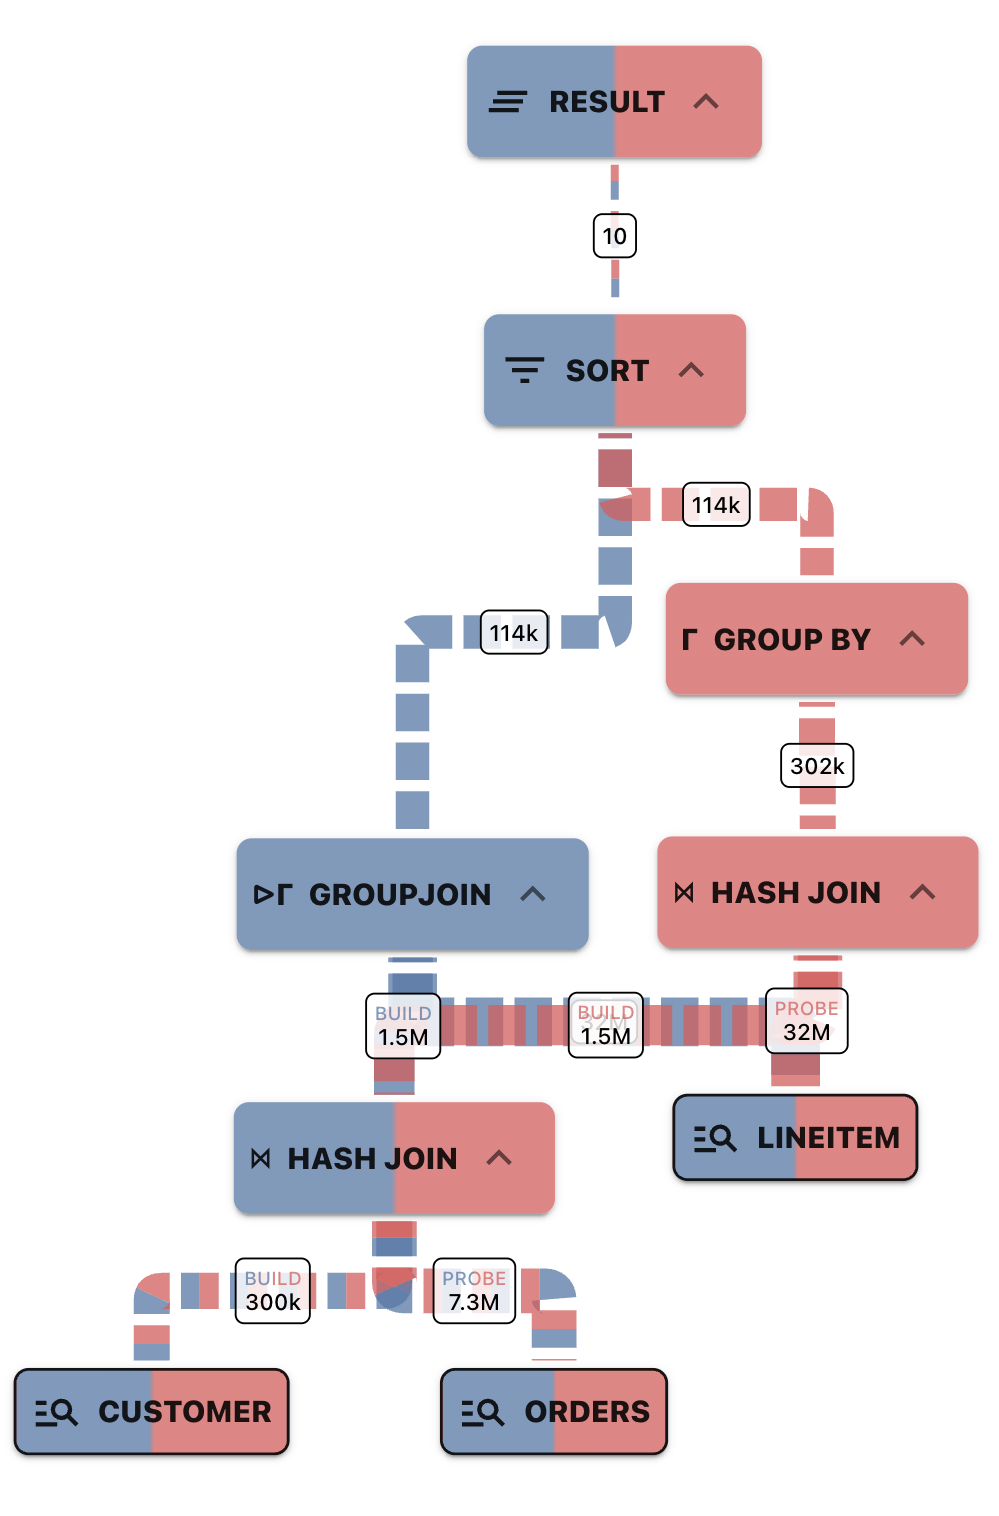 RESULT
10
SORT
114k
114k
Γ GROUP BY
302k
⊳Γ GROUPJOIN
⋈ HASH JOIN
BUILD
1.5M
32M
BUILD
1.5M
PROBE
32M
⋈ HASH JOIN
LINEITEM
BUILD
300k
PROBE
7.3M
CUSTOMER
ORDERS